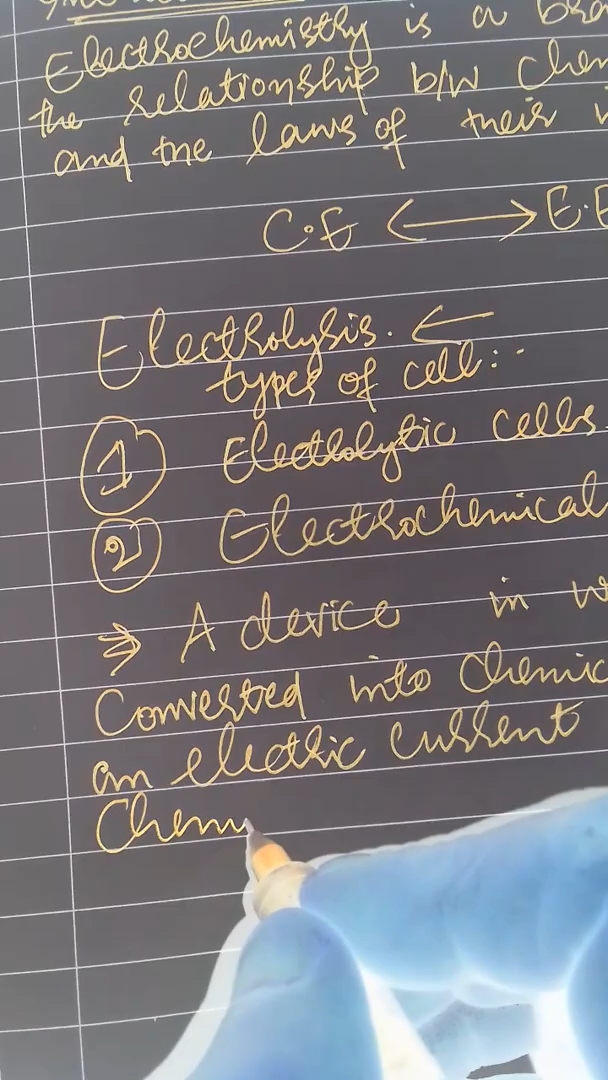 Electrochemistry is a bra
the relationship b/w chem
and the laws of their i
C.E ⟷ E.E
Electrolysis. ←
types of cell:-
① Electrolytic cells
② Electrochemical
⇒ A device in w
Converted into chemic
an electric current
Chem